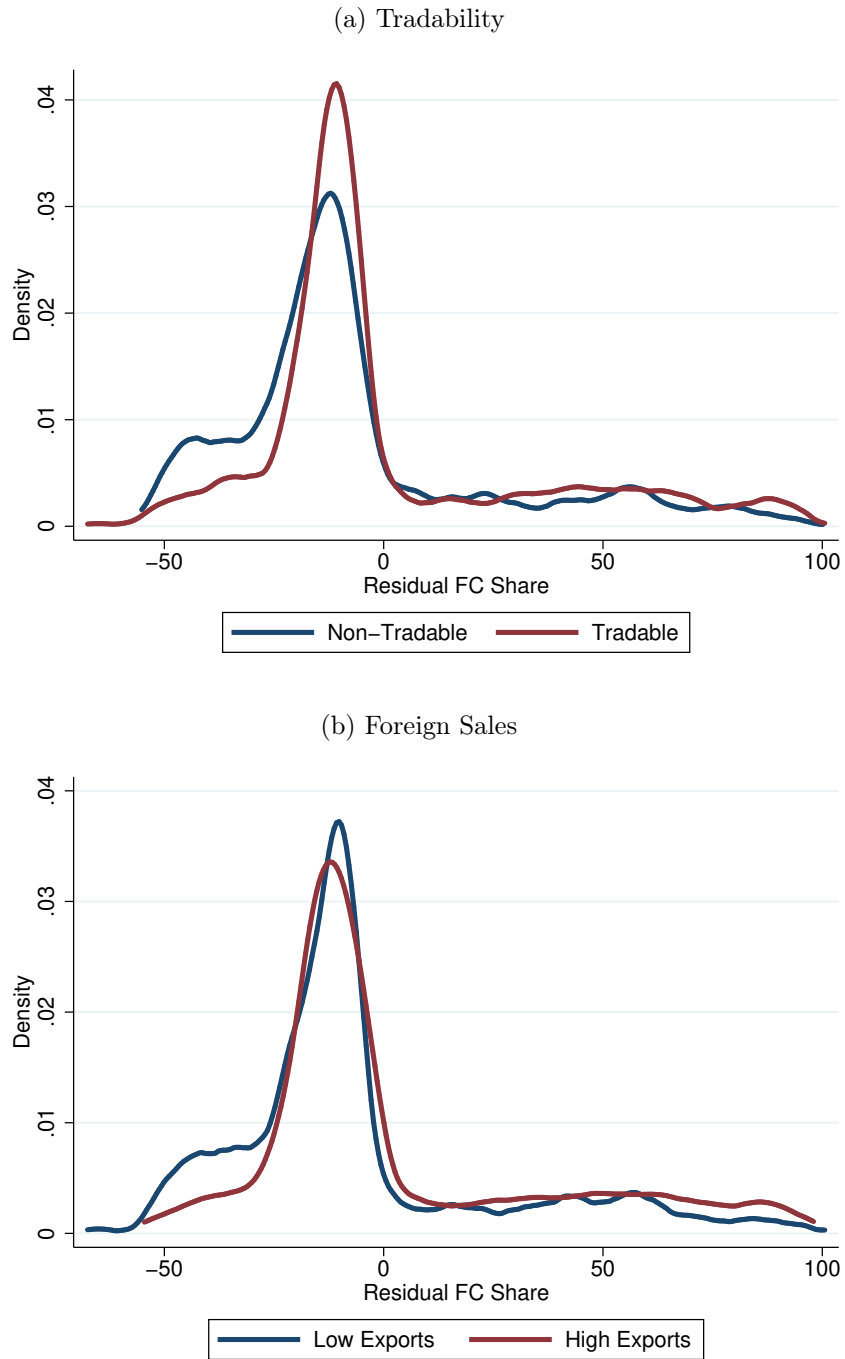 (a) Tradability
.04
.03
.02
.01
0
Density
−50 0 50 100
Residual FC Share
Non−Tradable Tradable
(b) Foreign Sales
.04
.03
.02
.01
0
Density
−50 0 50 100
Residual FC Share
Low Exports High Exports